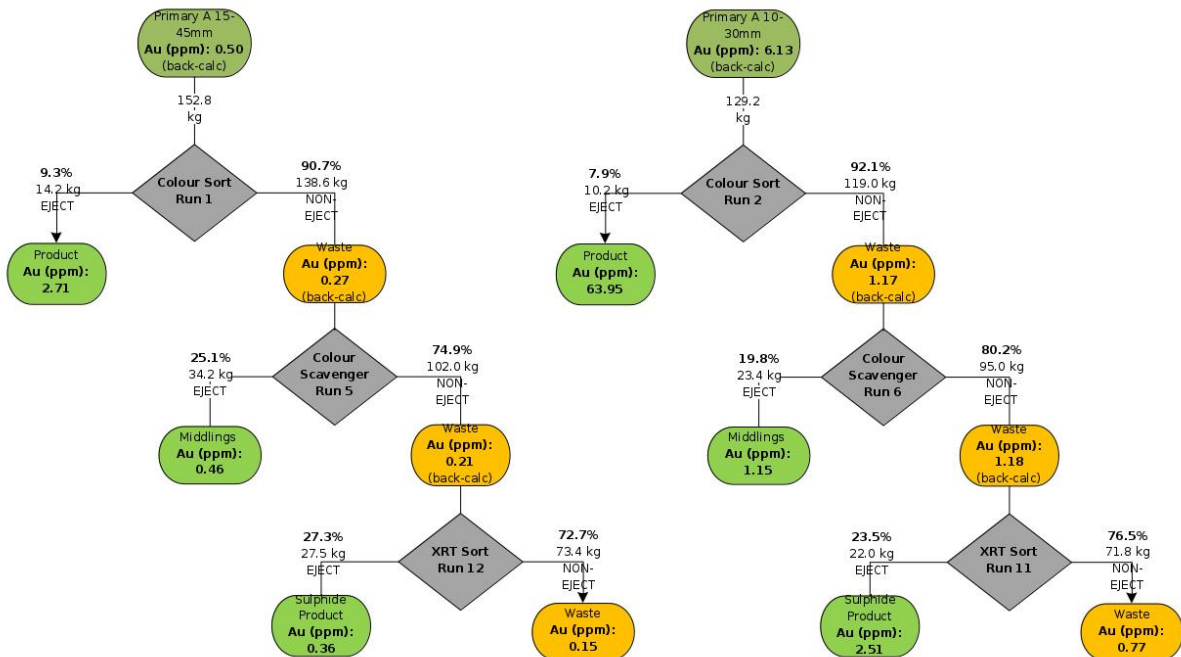 Primary A 15-
45mm
Au (ppm): 0.50
(back-calc)
152.8
kg
9.3%
14.2 kg
EJECT
Colour Sort
Run 1
90.7%
138.6 kg
NON-
EJECT
Product
Au (ppm):
2.71
Waste
Au (ppm):
0.27
(back-calc)
25.1%
34.2 kg
EJECT
Colour
Scavenger
Run 5
74.9%
102.0 kg
NON-
EJECT
Middlings
Au (ppm):
0.46
Waste
Au (ppm):
0.21
(back-calc)
27.3%
27.5 kg
EJECT
XRT Sort
Run 12
72.7%
73.4 kg
NON-
EJECT
Sulphide
Product
Au (ppm):
0.36
Waste
Au (ppm):
0.15
Primary A 10-
30mm
Au (ppm): 6.13
(back-calc)
129.2
kg
7.9%
10.2 kg
EJECT
Colour Sort
Run 2
92.1%
119.0 kg
NON-
EJECT
Product
Au (ppm):
63.95
Waste
Au (ppm):
1.17
(back-calc)
19.8%
23.4 kg
EJECT
Colour
Scavenger
Run 6
80.2%
95.0 kg
NON-
EJECT
Middlings
Au (ppm):
1.15
Waste
Au (ppm):
1.18
(back-calc)
23.5%
22.0 kg
EJECT
XRT Sort
Run 11
76.5%
71.8 kg
NON-
EJECT
Sulphide
Product
Au (ppm):
2.51
Waste
Au (ppm):
0.77